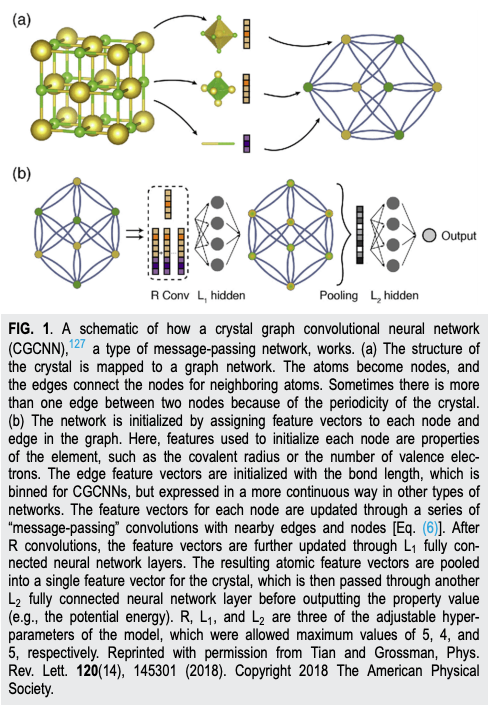 (a)
(b)
R Conv L₁ hidden Pooling L₂ hidden
Output
FIG. 1. A schematic of how a crystal graph convolutional neural network
(CGCNN),¹²⁷ a type of message-passing network, works. (a) The structure of
the crystal is mapped to a graph network. The atoms become nodes, and
the edges connect the nodes for neighboring atoms. Sometimes there is more
than one edge between two nodes because of the periodicity of the crystal.
(b) The network is initialized by assigning feature vectors to each node and
edge in the graph. Here, features used to initialize each node are properties
of the element, such as the covalent radius or the number of valence elec-
trons. The edge feature vectors are initialized with the bond length, which is
binned for CGCNNs, but expressed in a more continuous way in other types of
networks. The feature vectors for each node are updated through a series of
“message-passing” convolutions with nearby edges and nodes [Eq. (6)]. After
R convolutions, the feature vectors are further updated through L₁ fully con-
nected neural network layers. The resulting atomic feature vectors are pooled
into a single feature vector for the crystal, which is then passed through another
L₂ fully connected neural network layer before outputting the property value
(e.g., the potential energy). R, L₁, and L₂ are three of the adjustable hyper-
parameters of the model, which were allowed maximum values of 5, 4, and
5, respectively. Reprinted with permission from Tian and Grossman, Phys.
Rev. Lett. 120(14), 145301 (2018). Copyright 2018 The American Physical
Society.